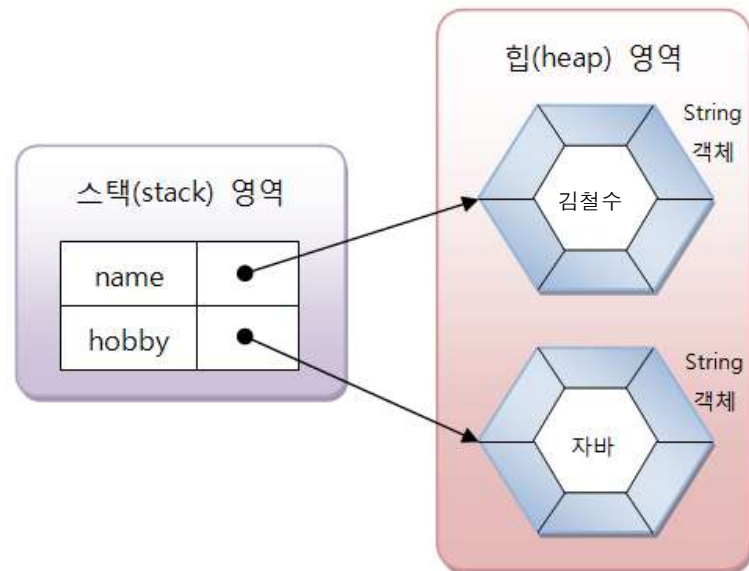 스택(stack) 영역
name
hobby
힙(heap) 영역
String
객체
김철수
String
객체
자바